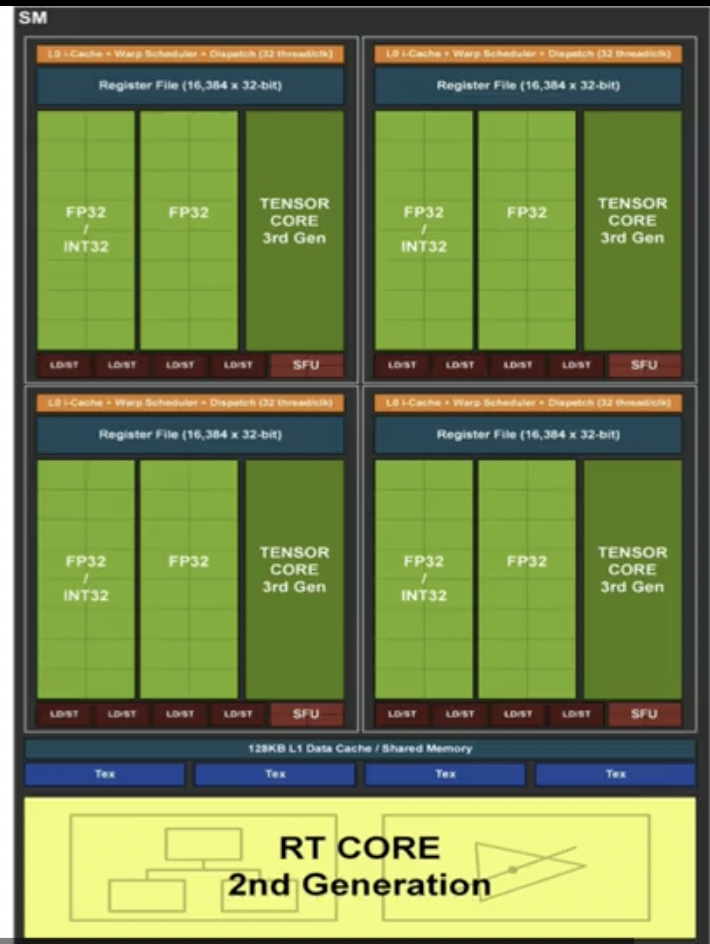 SM
L0 i-Cache + Warp Scheduler + Dispatch (32 thread/clk)
Register File (16,384 x 32-bit)
FP32
/
INT32
FP32
TENSOR
CORE
3rd Gen
LD/ST LD/ST LD/ST LD/ST SFU
L0 i-Cache + Warp Scheduler + Dispatch (32 thread/clk)
Register File (16,384 x 32-bit)
FP32
/
INT32
FP32
TENSOR
CORE
3rd Gen
LD/ST LD/ST LD/ST LD/ST SFU
L0 i-Cache + Warp Scheduler + Dispatch (32 thread/clk)
Register File (16,384 x 32-bit)
FP32
/
INT32
FP32
TENSOR
CORE
3rd Gen
LD/ST LD/ST LD/ST LD/ST SFU
L0 i-Cache + Warp Scheduler + Dispatch (32 thread/clk)
Register File (16,384 x 32-bit)
FP32
/
INT32
FP32
TENSOR
CORE
3rd Gen
LD/ST LD/ST LD/ST LD/ST SFU
128KB L1 Data Cache / Shared Memory
Tex Tex Tex Tex
RT CORE
2nd Generation